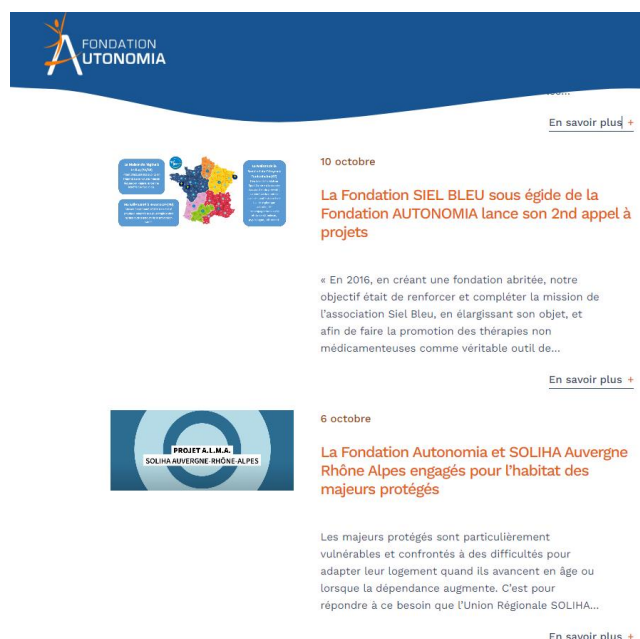 FONDATION
AUTONOMIA
En savoir plus +
10 octobre
La Fondation SIEL BLEU sous égide de la
Fondation AUTONOMIA lance son 2nd appel à
projets
« En 2016, en créant une fondation abritée, notre
objectif était de renforcer et compléter la mission de
l'association Siel Bleu, en élargissant son objet, et
afin de faire la promotion des thérapies non
médicamenteuses comme véritable outil de...
En savoir plus +
6 octobre
PROJET A.L.M.A.
SOLIHA AUVERGNE-RHÔNE-ALPES
La Fondation Autonomia et SOLIHA Auvergne
Rhône Alpes engagés pour l'habitat des
majeurs protégés
Les majeurs protégés sont particulièrement
vulnérables et confrontés à des difficultés pour
adapter leur logement quand ils avancent en âge ou
lorsque la dépendance augmente. C'est pour
répondre à ce besoin que l'Union Régionale SOLIHA...
En savoir plus +